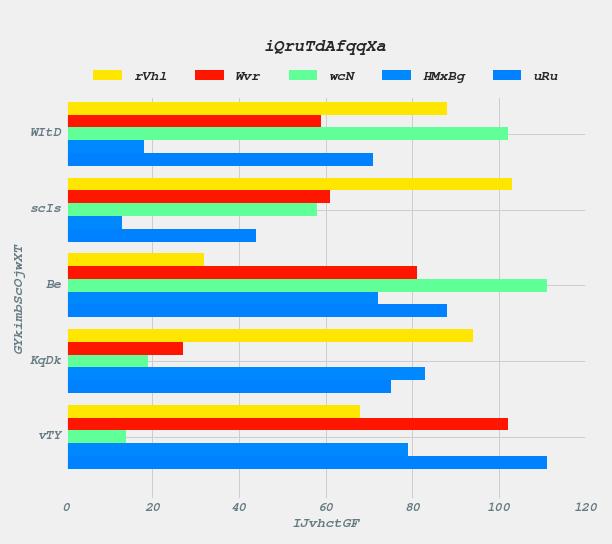 iQruTdAfqqXa
rVhl Wvr wcN HMxBg uRu
WItD
scIs
Be
KqDk
vTY
GYkimbScOjwXT
0 20 40 60 80 100 120
IJvhctGF